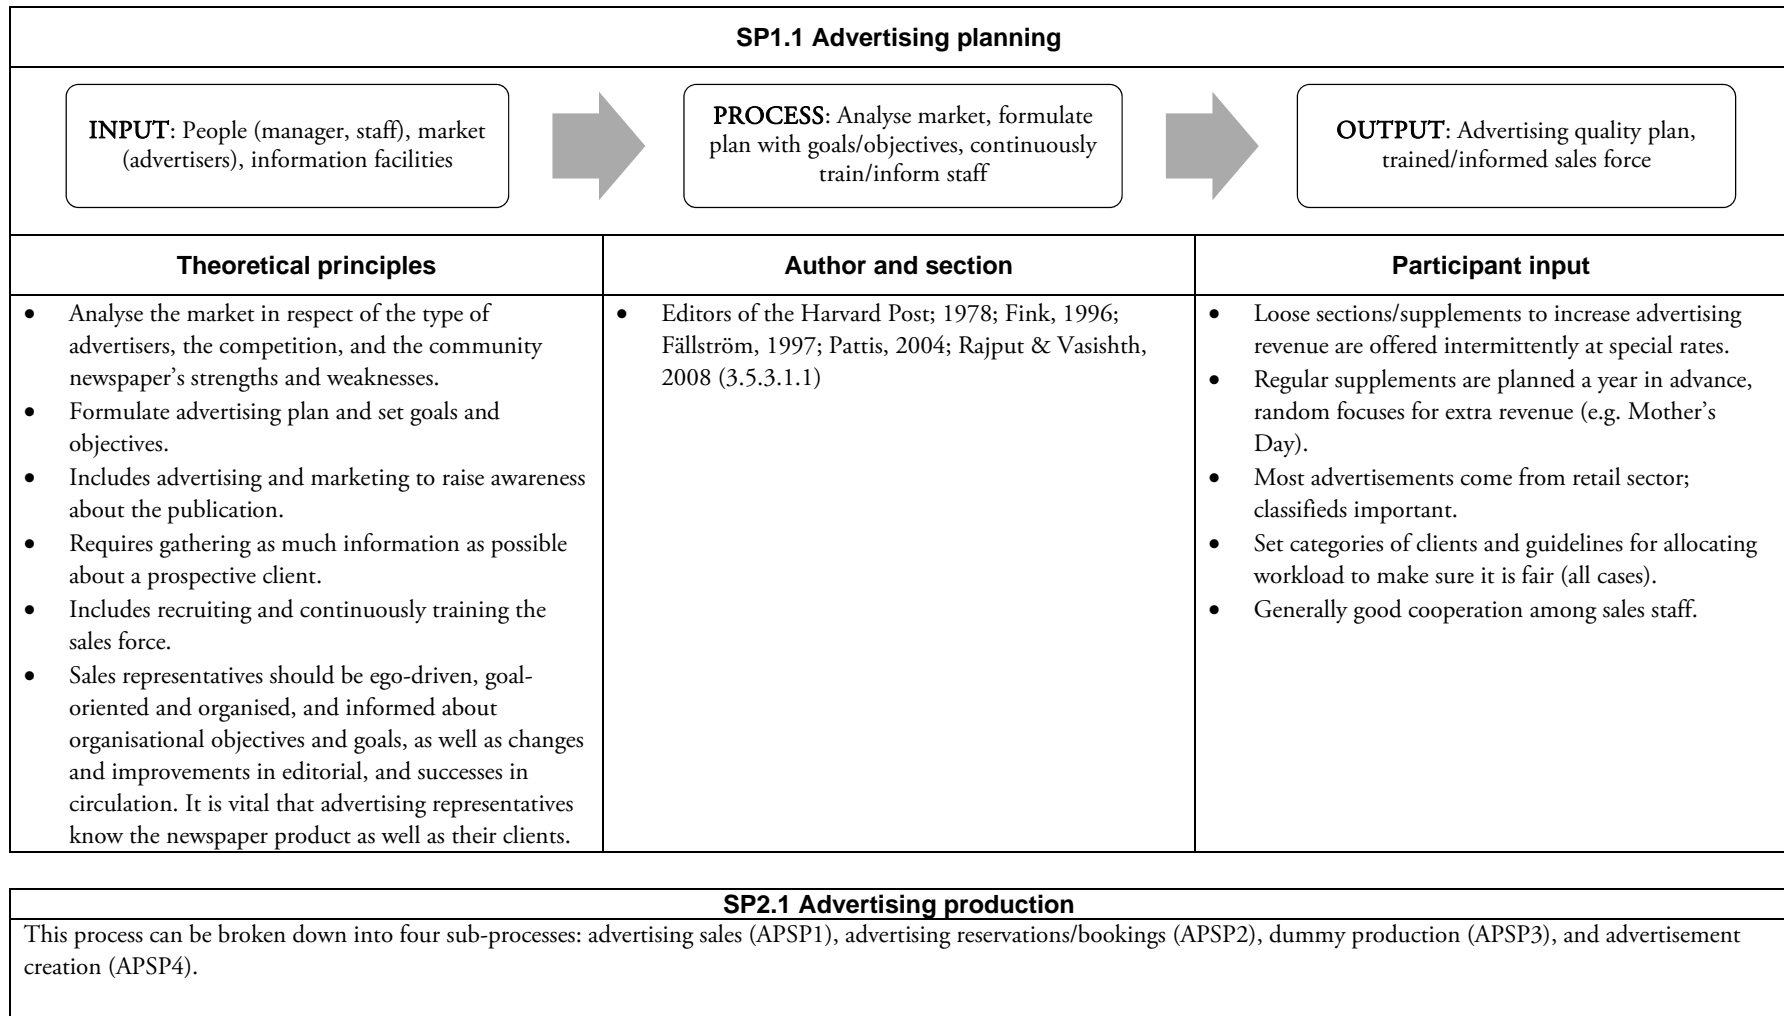 SP1.1 Advertising planning
INPUT: People (manager, staff), market
(advertisers), information facilities
PROCESS: Analyse market, formulate
plan with goals/objectives, continuously
train/inform staff
OUTPUT: Advertising quality plan,
trained/informed sales force
Theoretical principles
• Analyse the market in respect of the type of
advertisers, the competition, and the community
newspaper’s strengths and weaknesses.
• Formulate advertising plan and set goals and
objectives.
• Includes advertising and marketing to raise awareness
about the publication.
• Requires gathering as much information as possible
about a prospective client.
• Includes recruiting and continuously training the
sales force.
• Sales representatives should be ego-driven, goal-
oriented and organised, and informed about
organisational objectives and goals, as well as changes
and improvements in editorial, and successes in
circulation. It is vital that advertising representatives
know the newspaper product as well as their clients.
Author and section
• Editors of the Harvard Post; 1978; Fink, 1996;
Fällström, 1997; Pattis, 2004; Rajput & Vasishth,
2008 (3.5.3.1.1)
Participant input
• Loose sections/supplements to increase advertising
revenue are offered intermittently at special rates.
• Regular supplements are planned a year in advance,
random focuses for extra revenue (e.g. Mother’s
Day).
• Most advertisements come from retail sector;
classifieds important.
• Set categories of clients and guidelines for allocating
workload to make sure it is fair (all cases).
• Generally good cooperation among sales staff.
SP2.1 Advertising production
This process can be broken down into four sub-processes: advertising sales (APSP1), advertising reservations/bookings (APSP2), dummy production (APSP3), and advertisement
creation (APSP4).